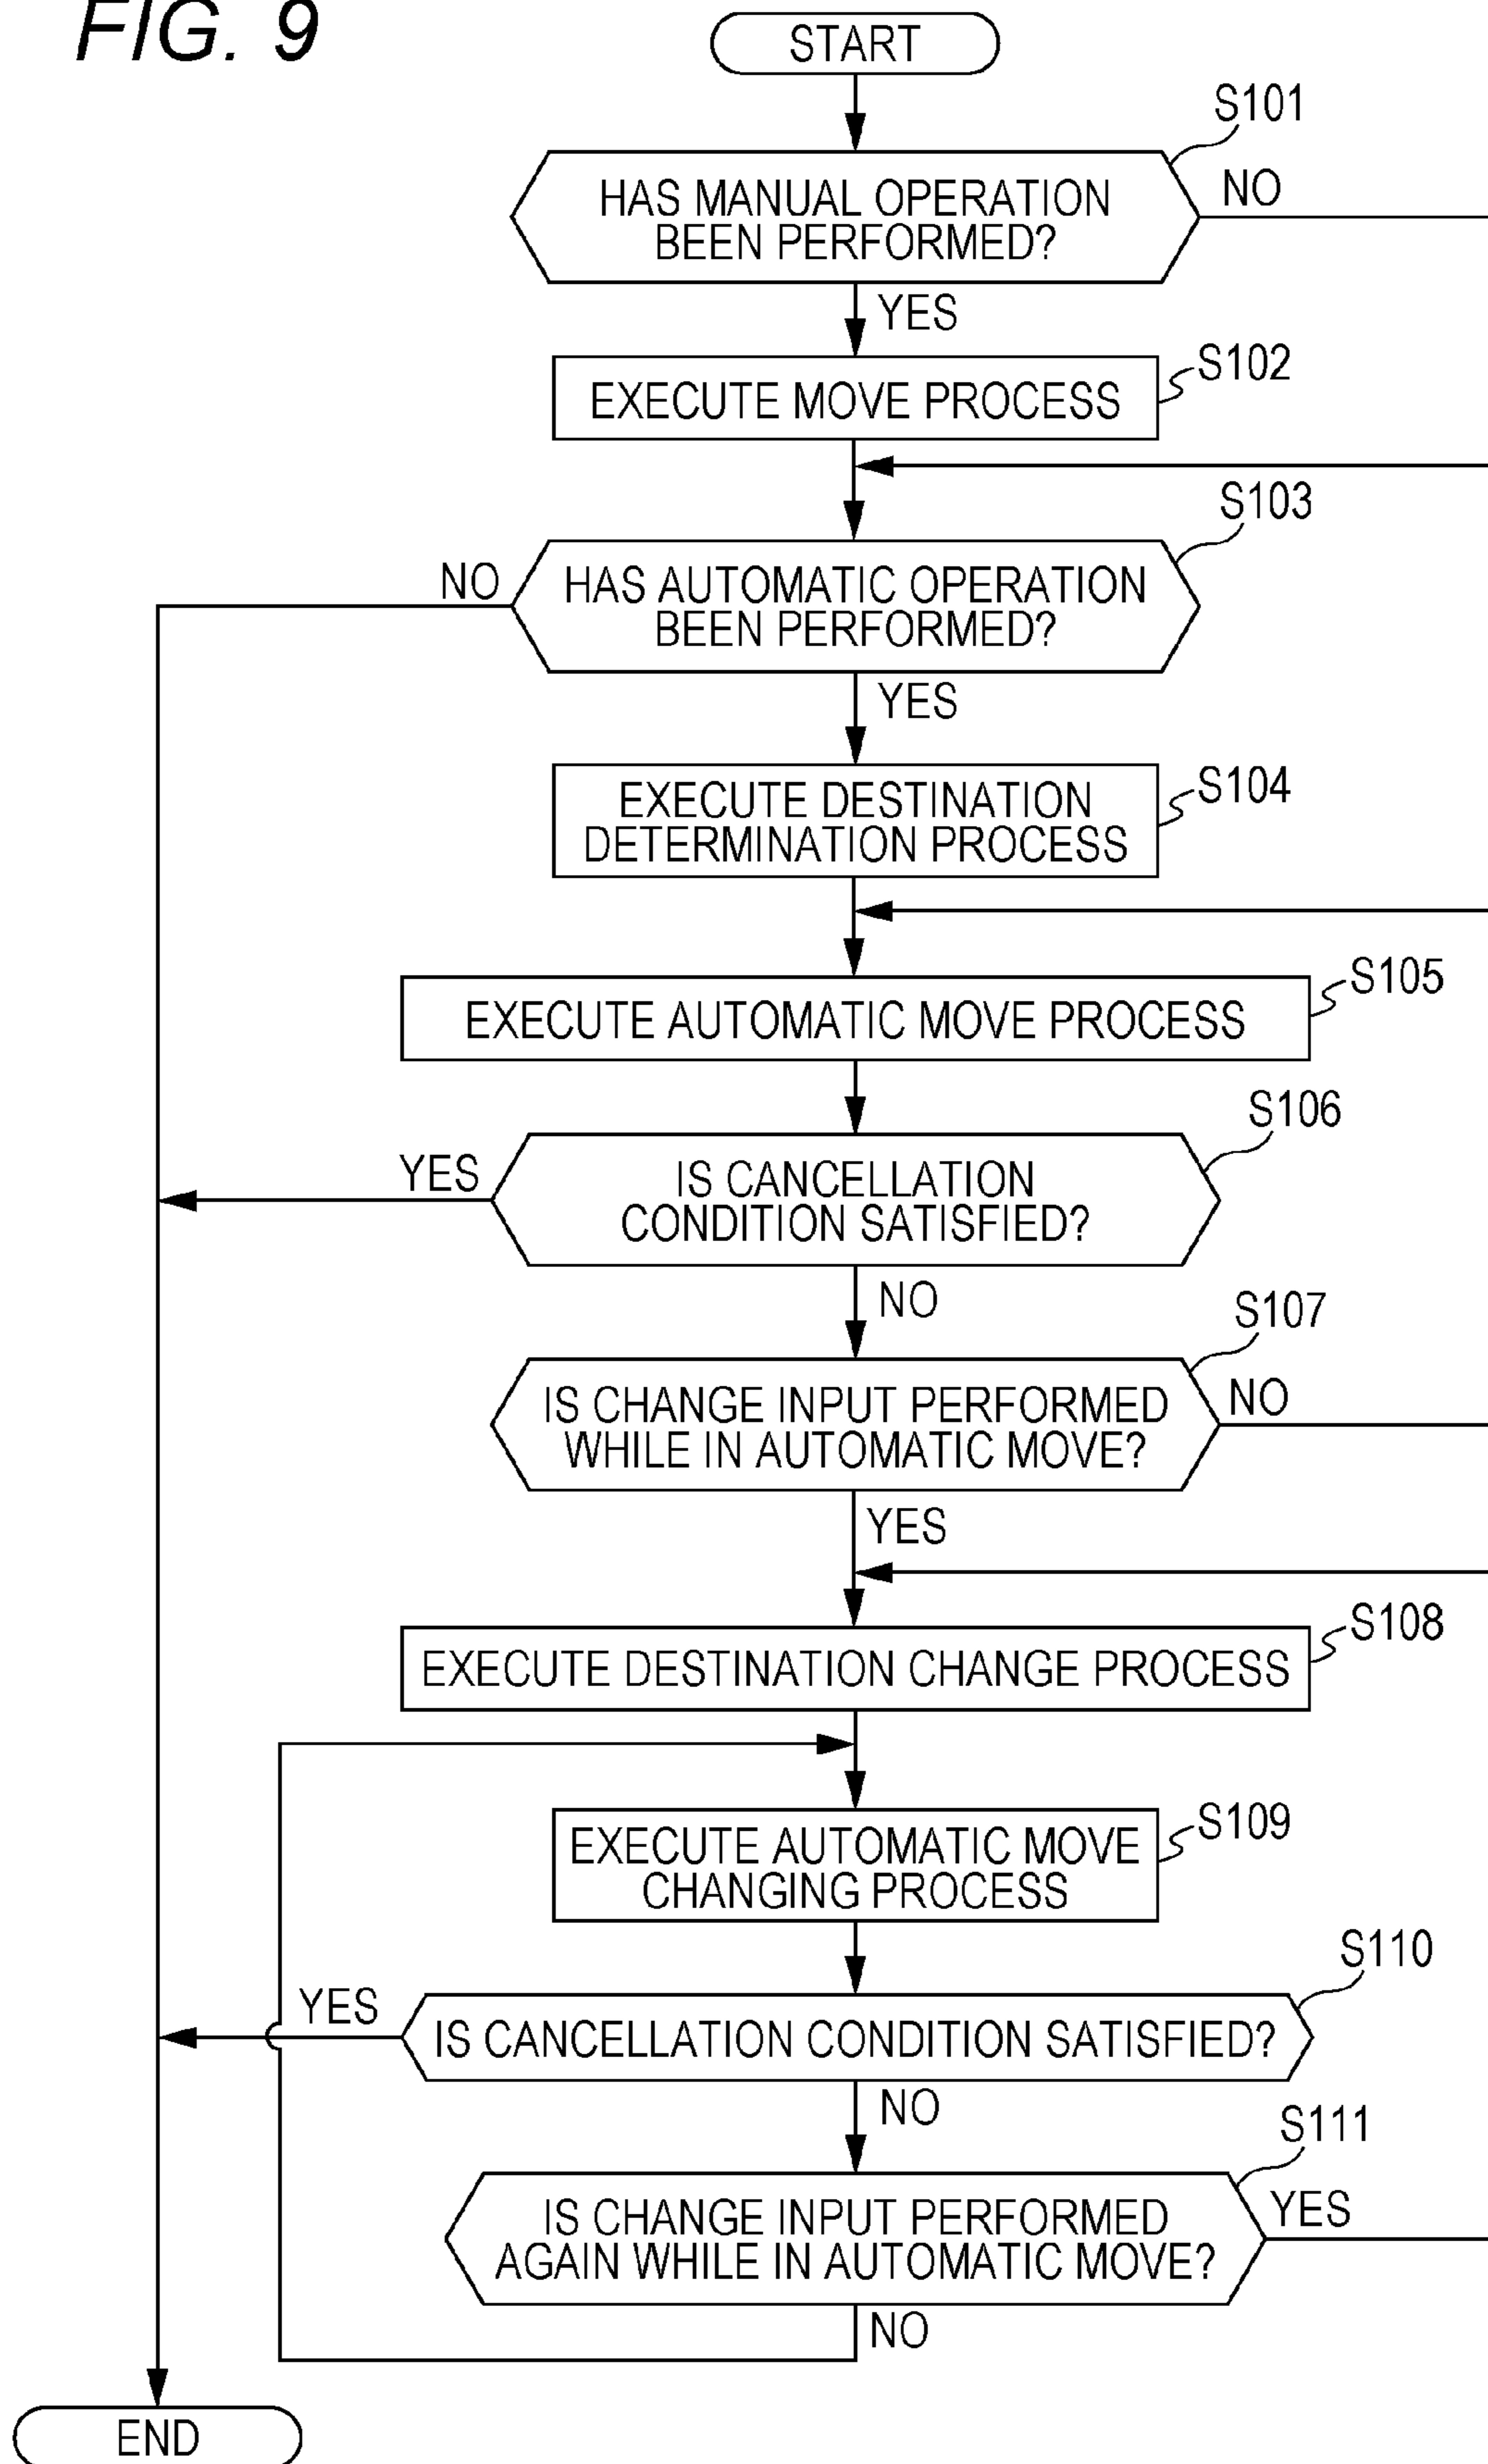 FIG. 9
START
S101
HAS MANUAL OPERATION
BEEN PERFORMED?
NO
YES
S102
EXECUTE MOVE PROCESS
S103
NO
HAS AUTOMATIC OPERATION
BEEN PERFORMED?
YES
S104
EXECUTE DESTINATION
DETERMINATION PROCESS
S105
EXECUTE AUTOMATIC MOVE PROCESS
S106
YES
IS CANCELLATION
CONDITION SATISFIED?
NO
S107
IS CHANGE INPUT PERFORMED
WHILE IN AUTOMATIC MOVE?
NO
YES
S108
EXECUTE DESTINATION CHANGE PROCESS
S109
EXECUTE AUTOMATIC MOVE
CHANGING PROCESS
S110
YES
IS CANCELLATION CONDITION SATISFIED?
NO
S111
IS CHANGE INPUT PERFORMED
AGAIN WHILE IN AUTOMATIC MOVE?
YES
NO
END